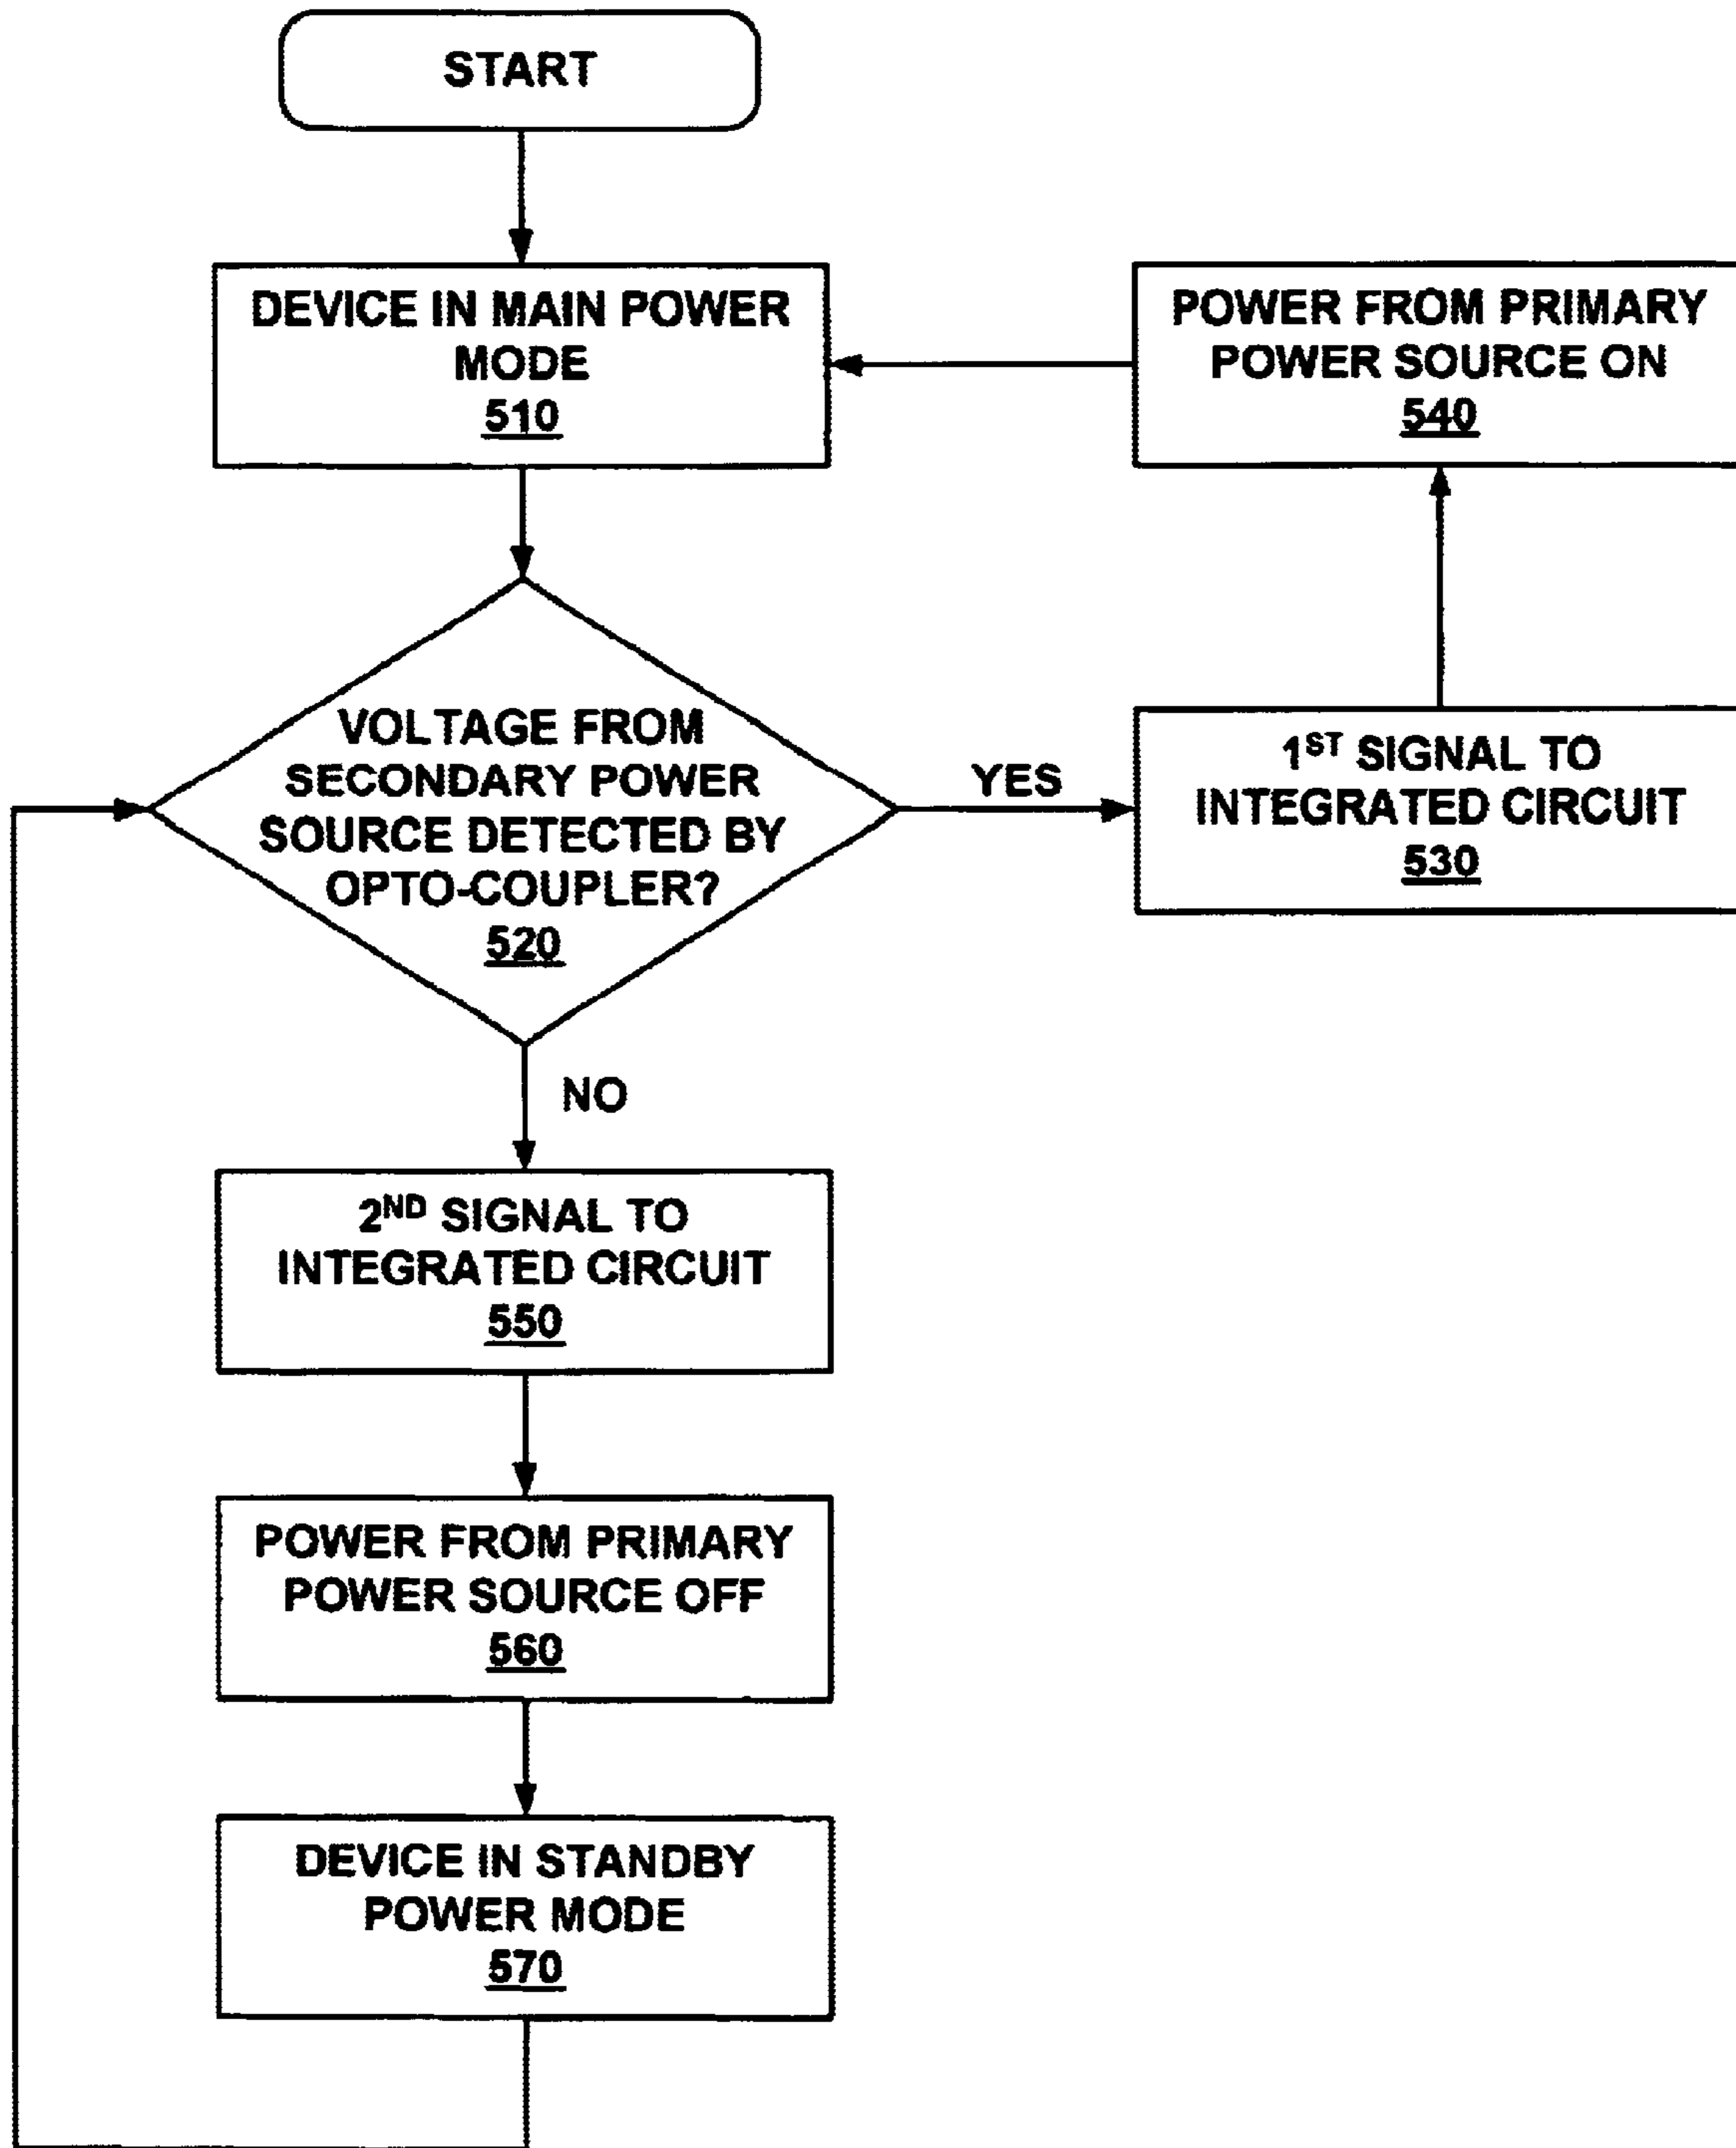 START
DEVICE IN MAIN POWER
MODE
510
POWER FROM PRIMARY
POWER SOURCE ON
540
VOLTAGE FROM
SECONDARY POWER
SOURCE DETECTED BY
OPTO-COUPLER?
520
YES
1ST SIGNAL TO
INTEGRATED CIRCUIT
530
NO
2ND SIGNAL TO
INTEGRATED CIRCUIT
550
POWER FROM PRIMARY
POWER SOURCE OFF
560
DEVICE IN STANDBY
POWER MODE
570